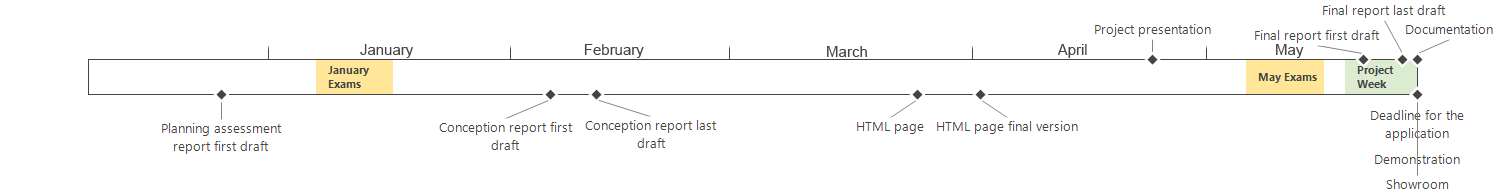 Final report last draft
Project presentation
Final report first draft
Documentation
January
February
March
April
May
January
Exams
May Exams
Project
Week
Planning assessment
report first draft
Conception report first
draft
Conception report last
draft
HTML page
HTML page final version
Deadline for the
application
Demonstration
Showroom